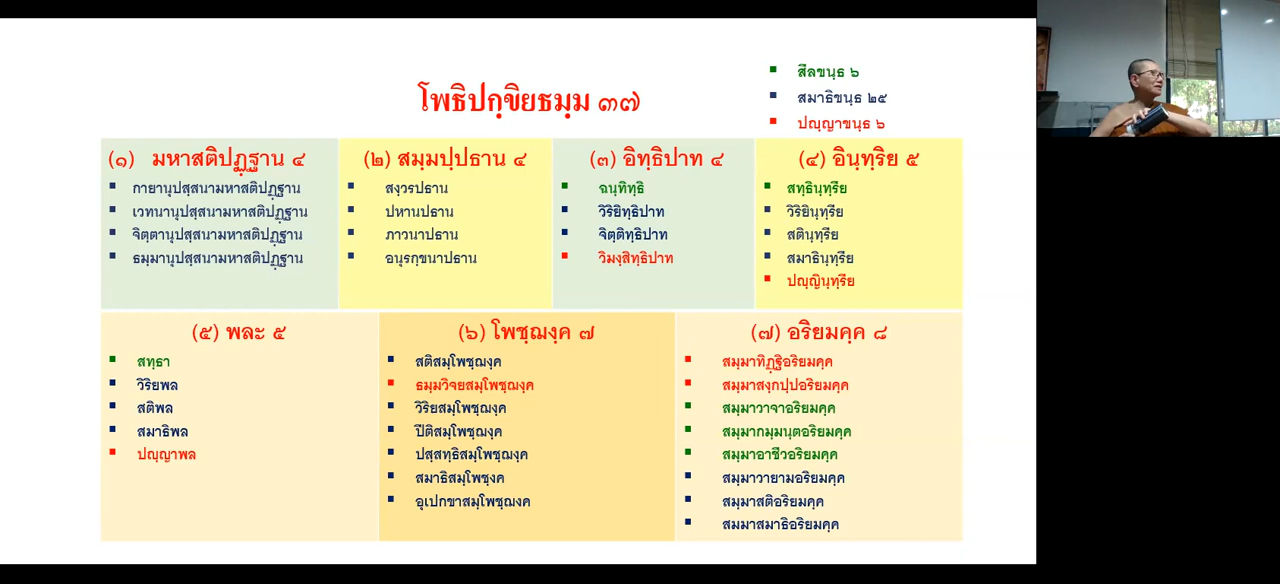 สีลขนฺธ ๖
สมาธิขนฺธ ๒๕
ปญฺญาขนฺธ ๖
โพธิปกฺขิยธมฺม ๓๗
(๑) มหาสติปฏฺฐาน ๔
กายานุปสฺสนามหาสติปฏฺฐาน
เวทนานุปสฺสนามหาสติปฏฺฐาน
จิตฺตานุปสฺสนามหาสติปฏฺฐาน
ธมฺมานุปสฺสนามหาสติปฏฺฐาน
(๒) สมฺมปฺปธาน ๔
สงฺวรปธาน
ปหานปธาน
ภาวนาปธาน
อนุรกฺขนาปธาน
(๓) อิทฺธิปาท ๔
ฉนฺทิทฺธิ
วิริยิทฺธิปาท
จิตฺติทฺธิปาท
วิมงฺสิทฺธิปาท
(๔) อินฺทฺริย ๕
สทฺธินฺทฺรีย
วิริยินฺทฺรีย
สตินฺทฺรีย
สมาธินฺทฺรีย
ปญฺญินฺทฺรีย
(๕) พละ ๕
สทฺธา
วิริยพล
สติพล
สมาธิพล
ปญฺญาพล
(๖) โพชฺฌงฺค ๗
สติสมฺโพชฺฌงฺค
ธมฺมวิจยสมฺโพชฺฌงฺค
วิริยสมฺโพชฺฌงฺค
ปีติสมฺโพชฺฌงฺค
ปสฺสทฺธิสมฺโพชฺฌงฺค
สมาธิสมฺโพชฺงค
อุเปกขาสมฺโพชฺฌงค
(๗) อริยมคฺค ๘
สมฺมาทิฏฺฐิอริยมคฺค
สมฺมาสงฺกปฺปอริยมคฺค
สมฺมาวาจาอริยมคฺค
สมฺมากมฺมนฺตอริยมคฺค
สมฺมาอาชีวอริยมคฺค
สมฺมาวายามอริยมคฺค
สมฺมาสติอริยมคฺค
สมมาสมาธิอริยมคฺค